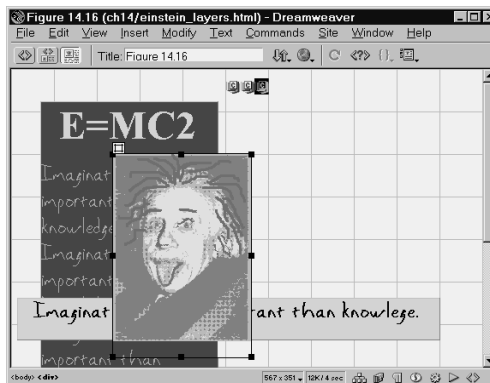 Figure 14.16 (ch14/einstein_layers.html) - Dreamweaver
File Edit View Insert Modify Text Commands Site Window Help
Title: Figure 14.16
E=MC2
Imaginat
important
knowledge
Imaginat
important
Imaginat rtant than knowlege.
important than
<body> <div> 567 x 351 12K / 4 sec